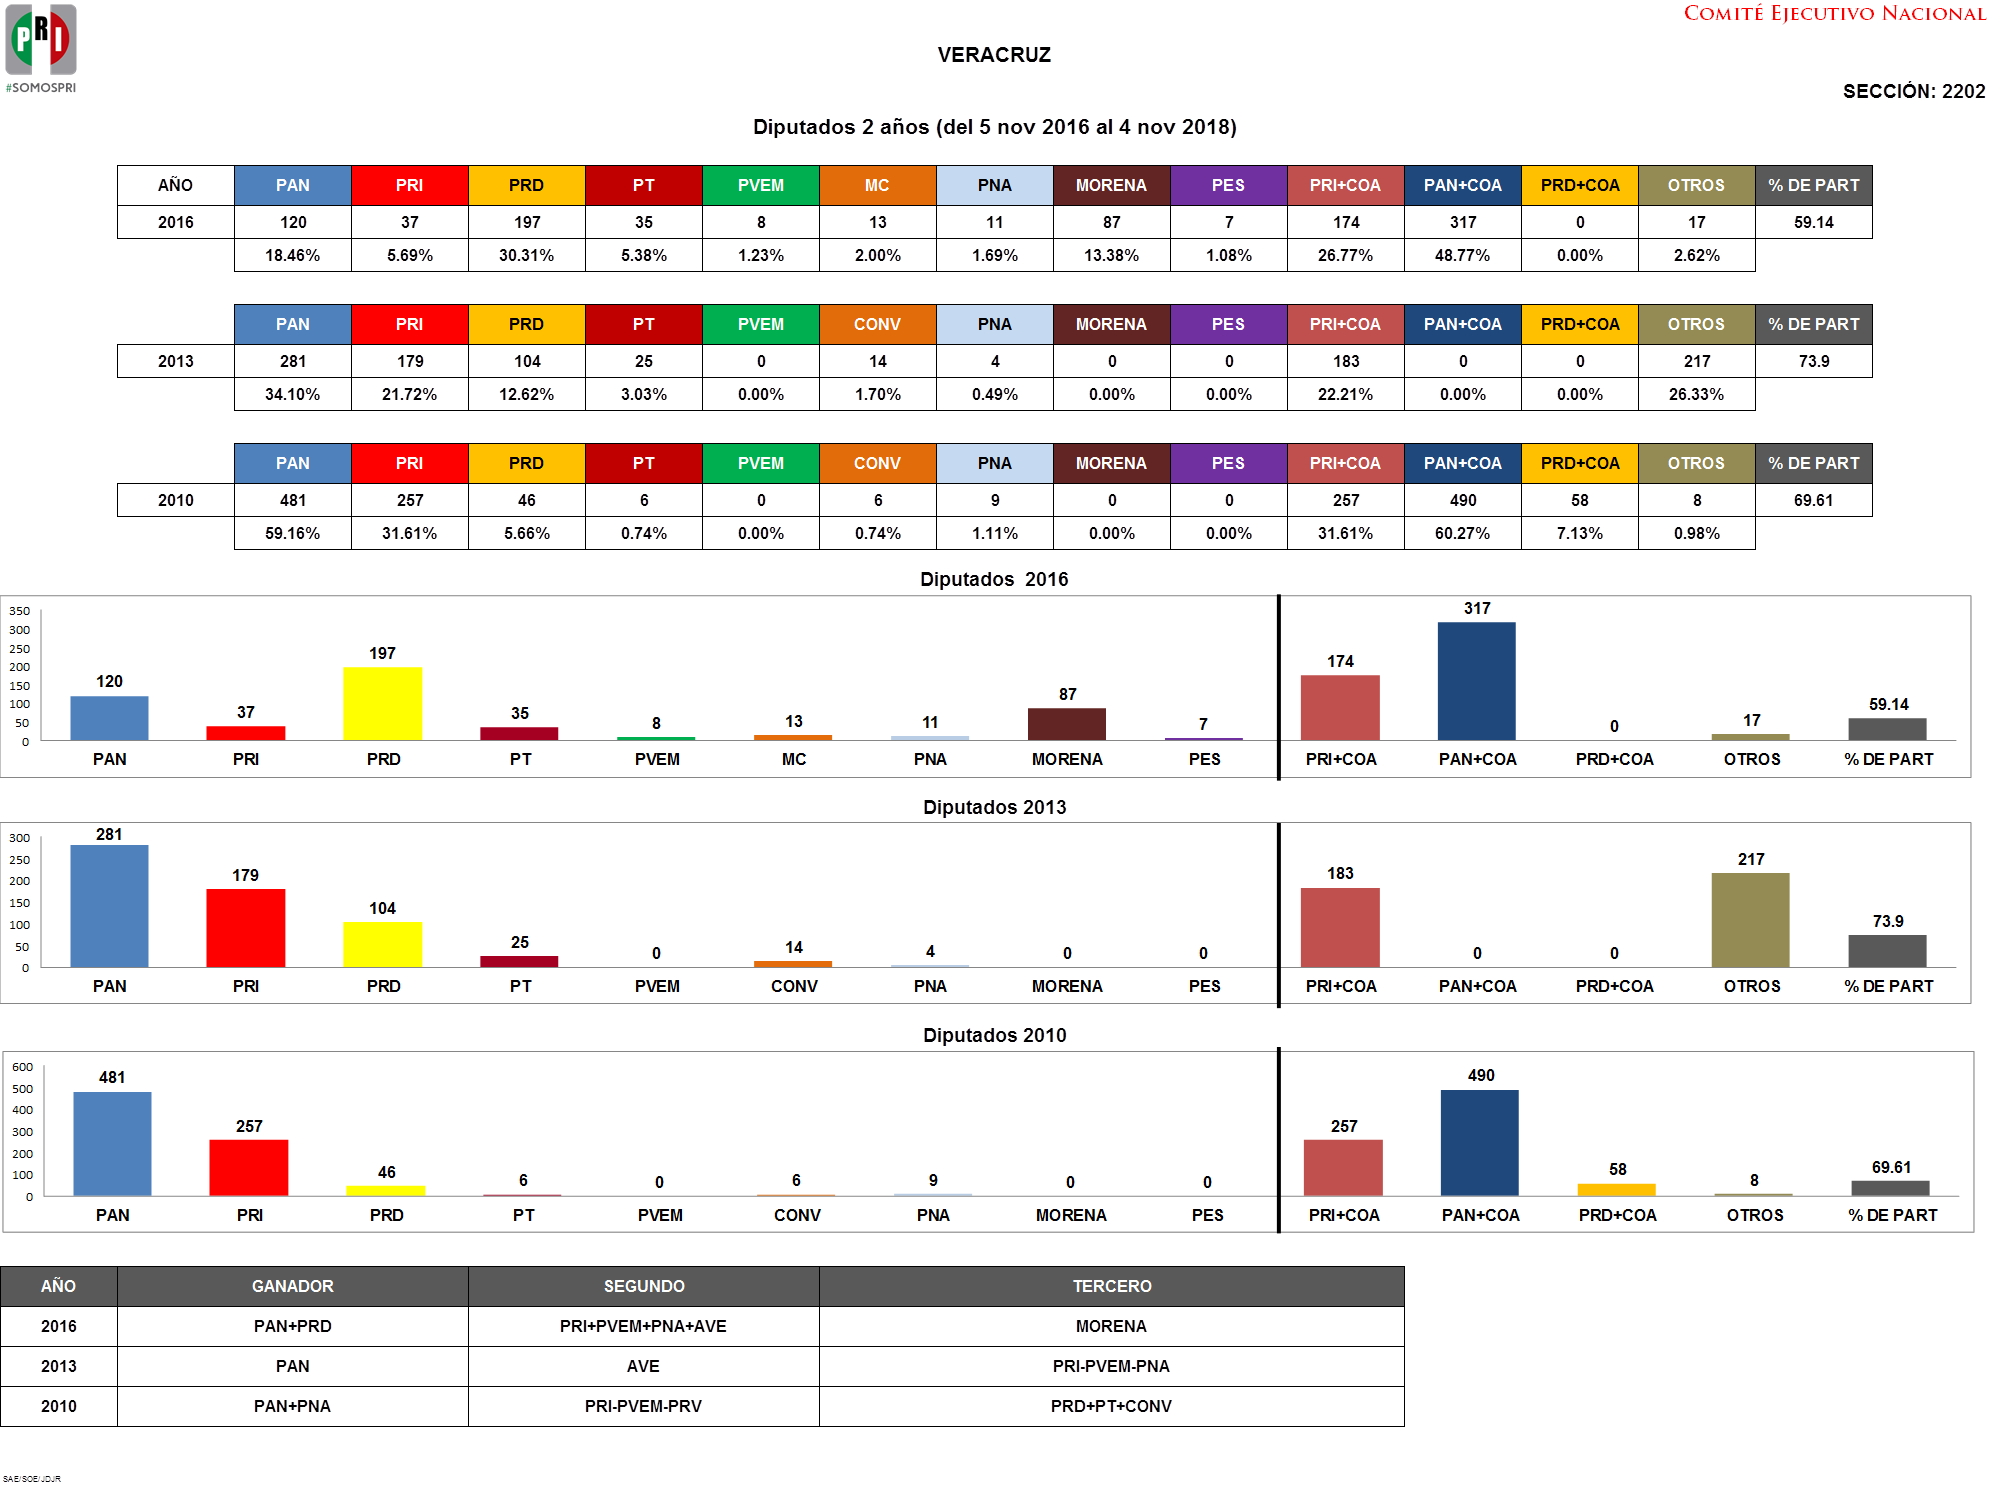 PRI
#SOMOSPRI
COMITÉ EJECUTIVO NACIONAL
VERACRUZ
SECCIÓN: 2202
Diputados 2 años (del 5 nov 2016 al 4 nov 2018)
AÑO PAN PRI PRD PT PVEM MC PNA MORENA PES PRI+COA PAN+COA PRD+COA OTROS % DE PART
2016 120 37 197 35 8 13 11 87 7 174 317 0 17 59.14
18.46% 5.69% 30.31% 5.38% 1.23% 2.00% 1.69% 13.38% 1.08% 26.77% 48.77% 0.00% 2.62%
PAN PRI PRD PT PVEM CONV PNA MORENA PES PRI+COA PAN+COA PRD+COA OTROS % DE PART
2013 281 179 104 25 0 14 4 0 0 183 0 0 217 73.9
34.10% 21.72% 12.62% 3.03% 0.00% 1.70% 0.49% 0.00% 0.00% 22.21% 0.00% 0.00% 26.33%
PAN PRI PRD PT PVEM CONV PNA MORENA PES PRI+COA PAN+COA PRD+COA OTROS % DE PART
2010 481 257 46 6 0 6 9 0 0 257 490 58 8 69.61
59.16% 31.61% 5.66% 0.74% 0.00% 0.74% 1.11% 0.00% 0.00% 31.61% 60.27% 7.13% 0.98%
Diputados 2016
350
300
250
200
150
100
50
0
120 37 197 35 8 13 11 87 7 174 317 0 17 59.14
PAN PRI PRD PT PVEM MC PNA MORENA PES PRI+COA PAN+COA PRD+COA OTROS % DE PART
Diputados 2013
300
250
200
150
100
50
0
281 179 104 25 0 14 4 0 0 183 0 0 217 73.9
PAN PRI PRD PT PVEM CONV PNA MORENA PES PRI+COA PAN+COA PRD+COA OTROS % DE PART
Diputados 2010
600
500
400
300
200
100
0
481 257 46 6 0 6 9 0 0 257 490 58 8 69.61
PAN PRI PRD PT PVEM CONV PNA MORENA PES PRI+COA PAN+COA PRD+COA OTROS % DE PART
AÑO GANADOR SEGUNDO TERCERO
2016 PAN+PRD PRI+PVEM+PNA+AVE MORENA
2013 PAN AVE PRI-PVEM-PNA
2010 PAN+PNA PRI-PVEM-PRV PRD+PT+CONV
SAE/SOE/JDJR